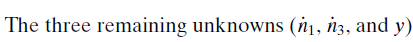 The three remaining unknowns (ṅ₁, ṅ₃, and y)